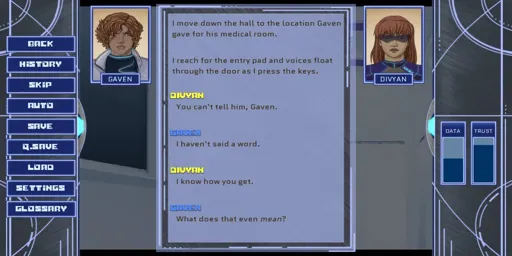 BACK
HISTORY
SKIP
AUTO
SAVE
Q.SAVE
LOAD
SETTINGS
GLOSSARY
GAVEN
I move down the hall to the location Gaven
gave for his medical room.
I reach for the entry pad and voices float
through the door as I press the keys.
DIVYAN
You can't tell him, Gaven.
GAVEN
I haven't said a word.
DIVYAN
I know how you get.
GAVEN
What does that even mean?
DIVYAN
DATA
TRUST